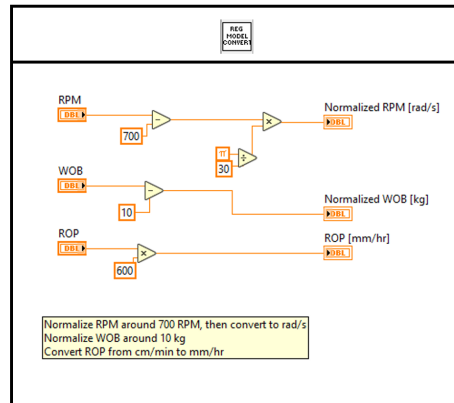 REG
MODEL
CONVERT
RPM
DBL
700
π
30
Normalized RPM [rad/s]
DBL
WOB
DBL
10
Normalized WOB [kg]
DBL
ROP
DBL
600
ROP [mm/hr]
DBL
Normalize RPM around 700 RPM, then convert to rad/s
Normalize WOB around 10 kg
Convert ROP from cm/min to mm/hr